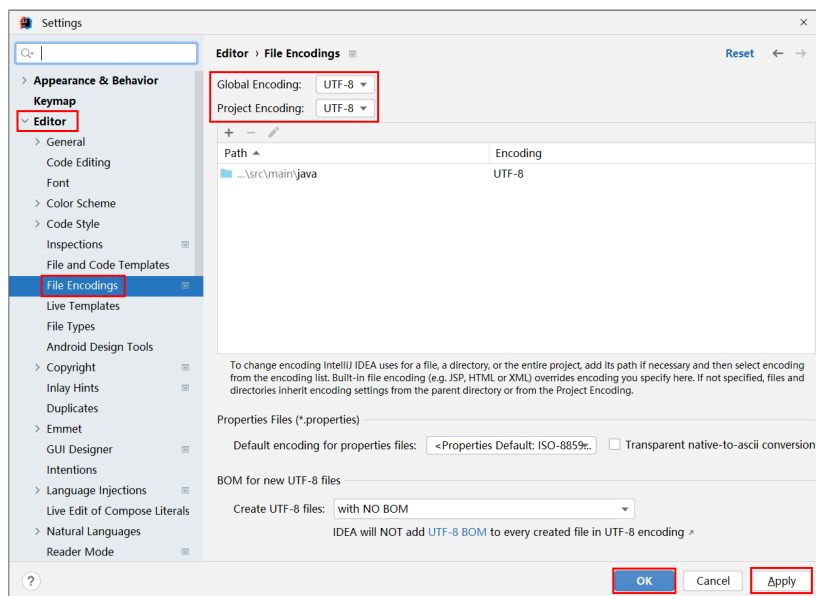 Settings
Editor › File Encodings
Reset
Appearance & Behavior
Keymap
Editor
General
Code Editing
Font
Color Scheme
Code Style
Inspections
File and Code Templates
File Encodings
Live Templates
File Types
Android Design Tools
Copyright
Inlay Hints
Duplicates
Emmet
GUI Designer
Intentions
Language Injections
Live Edit of Compose Literals
Natural Languages
Reader Mode
Global Encoding: UTF-8
Project Encoding: UTF-8
Path Encoding
...\src\main\java UTF-8
To change encoding IntelliJ IDEA uses for a file, a directory, or the entire project, add its path if necessary and then select encoding
from the encoding list. Built-in file encoding (e.g. JSP, HTML or XML) overrides encoding you specify here. If not specified, files and
directories inherit encoding settings from the parent directory or from the Project Encoding.
Properties Files (*.properties)
Default encoding for properties files: <Properties Default: ISO-8859-.. Transparent native-to-ascii conversion
BOM for new UTF-8 files
Create UTF-8 files: with NO BOM
IDEA will NOT add UTF-8 BOM to every created file in UTF-8 encoding ↗
? OK Cancel Apply